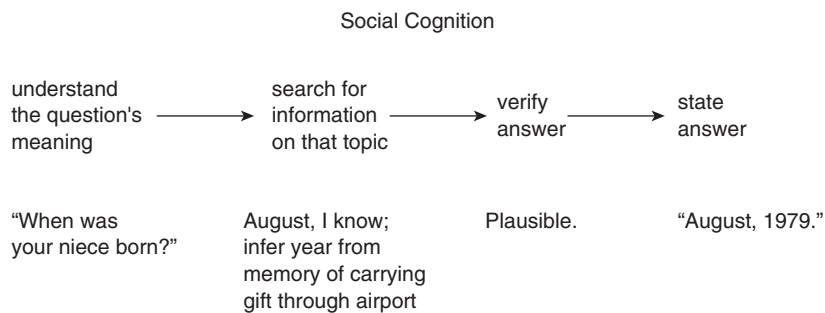 Social Cognition
understand
the question's
meaning
search for
information
on that topic
verify
answer
state
answer
“When was
your niece born?”
August, I know;
infer year from
memory of carrying
gift through airport
Plausible.
“August, 1979.”